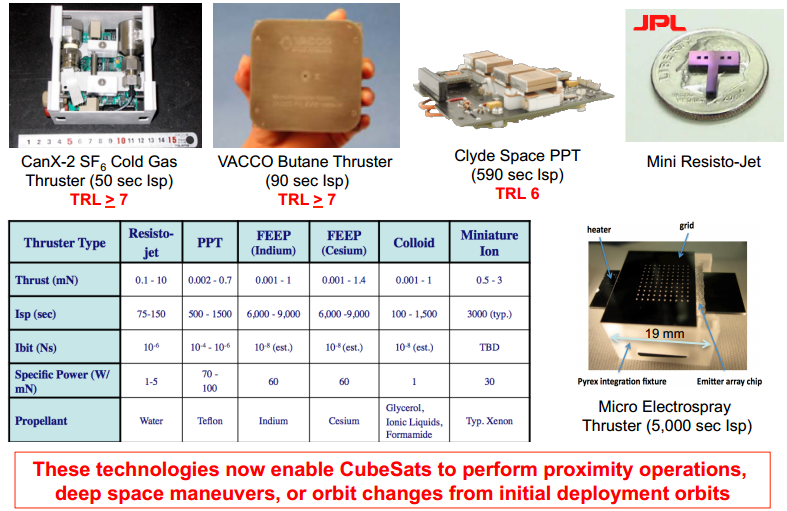 JPL
1 2 3 4 5 6 7 8 9 10 11 12 13 14 15
VACCO
LIBERTY
CanX-2 SF6 Cold Gas
Thruster (50 sec Isp)
TRL ≥ 7
VACCO Butane Thruster
(90 sec Isp)
TRL ≥ 7
Clyde Space PPT
(590 sec Isp)
TRL 6
Mini Resisto-Jet
Thruster Type | Resisto-jet | PPT | FEEP (Indium) | FEEP (Cesium) | Colloid | Miniature Ion
Thrust (mN) | 0.1 - 10 | 0.002 - 0.7 | 0.001 - 1 | 0.001 - 1.4 | 0.001 - 1 | 0.5 - 3
Isp (sec) | 75-150 | 500 - 1500 | 6,000 - 9,000 | 6,000 -9,000 | 100 - 1,500 | 3000 (typ.)
Ibit (Ns) | 10-6 | 10-4 - 10-6 | 10-8 (est.) | 10-8 (est.) | 10-8 (est.) | TBD
Specific Power (W/mN) | 1-5 | 70 - 100 | 60 | 60 | 1 | 30
Propellant | Water | Teflon | Indium | Cesium | Glycerol, Ionic Liquids, Formamide | Typ. Xenon
heater
grid
19 mm
Pyrex integration fixture
Emitter array chip
Micro Electrospray
Thruster (5,000 sec Isp)
These technologies now enable CubeSats to perform proximity operations,
deep space maneuvers, or orbit changes from initial deployment orbits